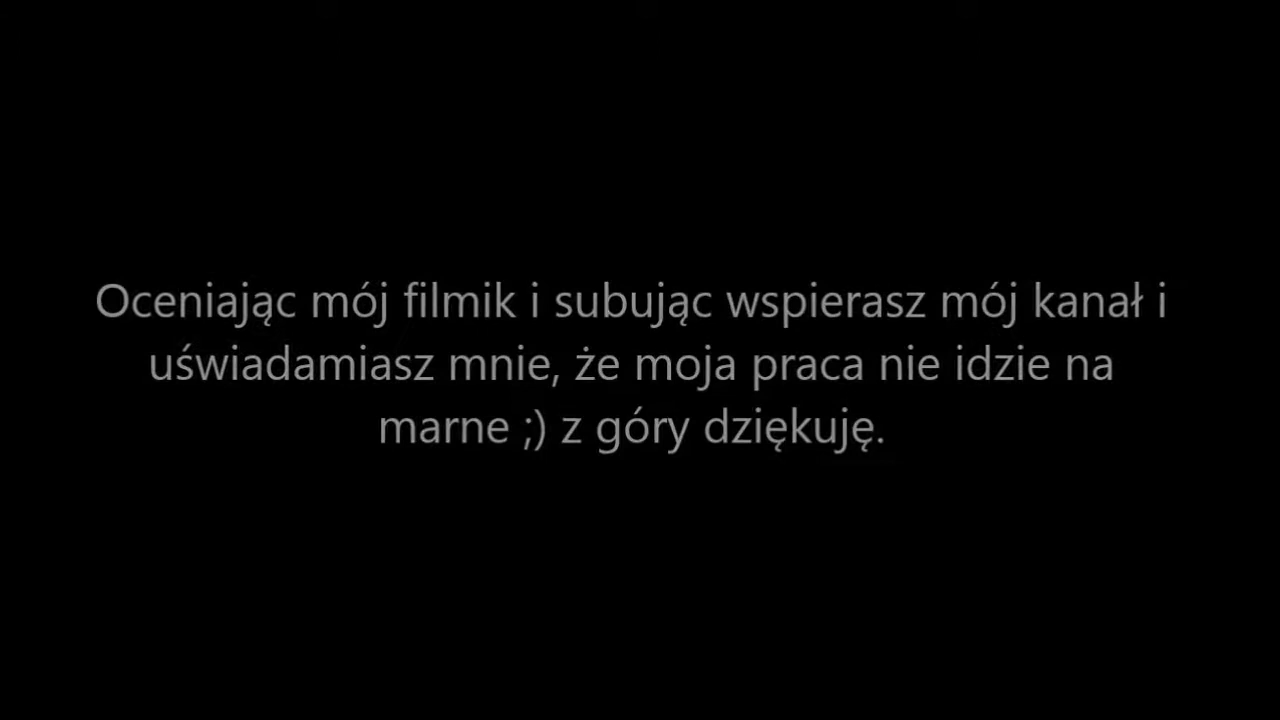 Oceniając mój filmik i subując wspierasz mój kanał i
uświadamiasz mnie, że moja praca nie idzie na
marne ;) z góry dziękuję.